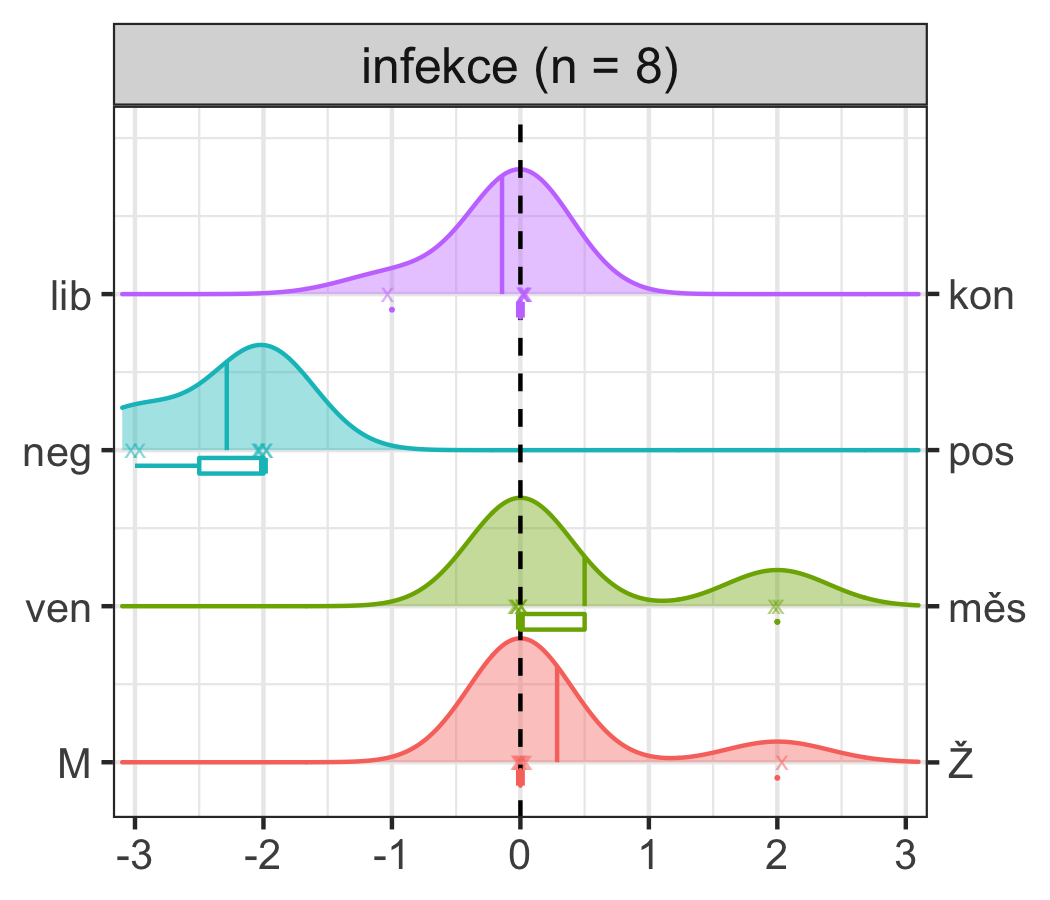 infekce (n = 8)
lib kon
neg pos
ven měs
M Ž
-3 -2 -1 0 1 2 3